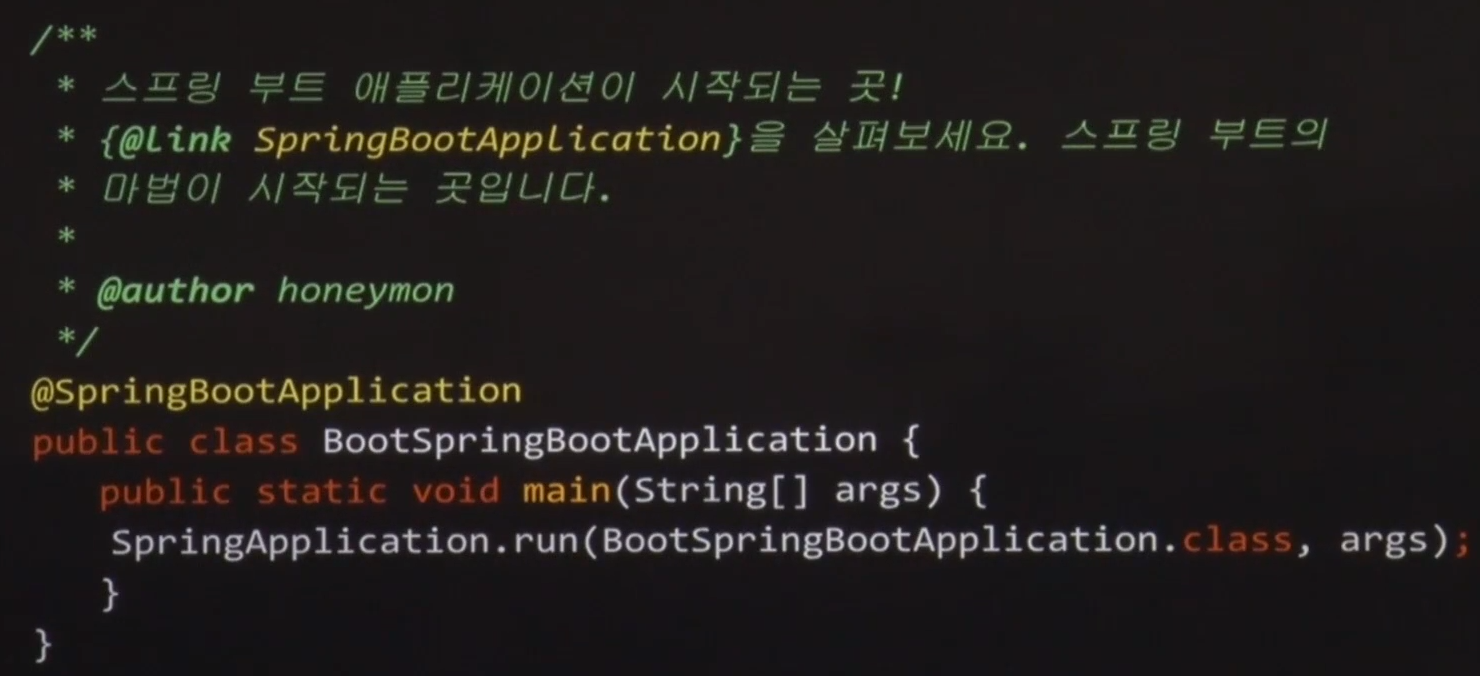 /**
 * 스프링 부트 애플리케이션이 시작되는 곳!
 * {@Link SpringBootApplication}을 살펴보세요. 스프링 부트의
 * 마법이 시작되는 곳입니다.
 *
 * @author honeymon
 */
@SpringBootApplication
public class BootSpringBootApplication {
    public static void main(String[] args) {
    SpringApplication.run(BootSpringBootApplication.class, args);
    }
}